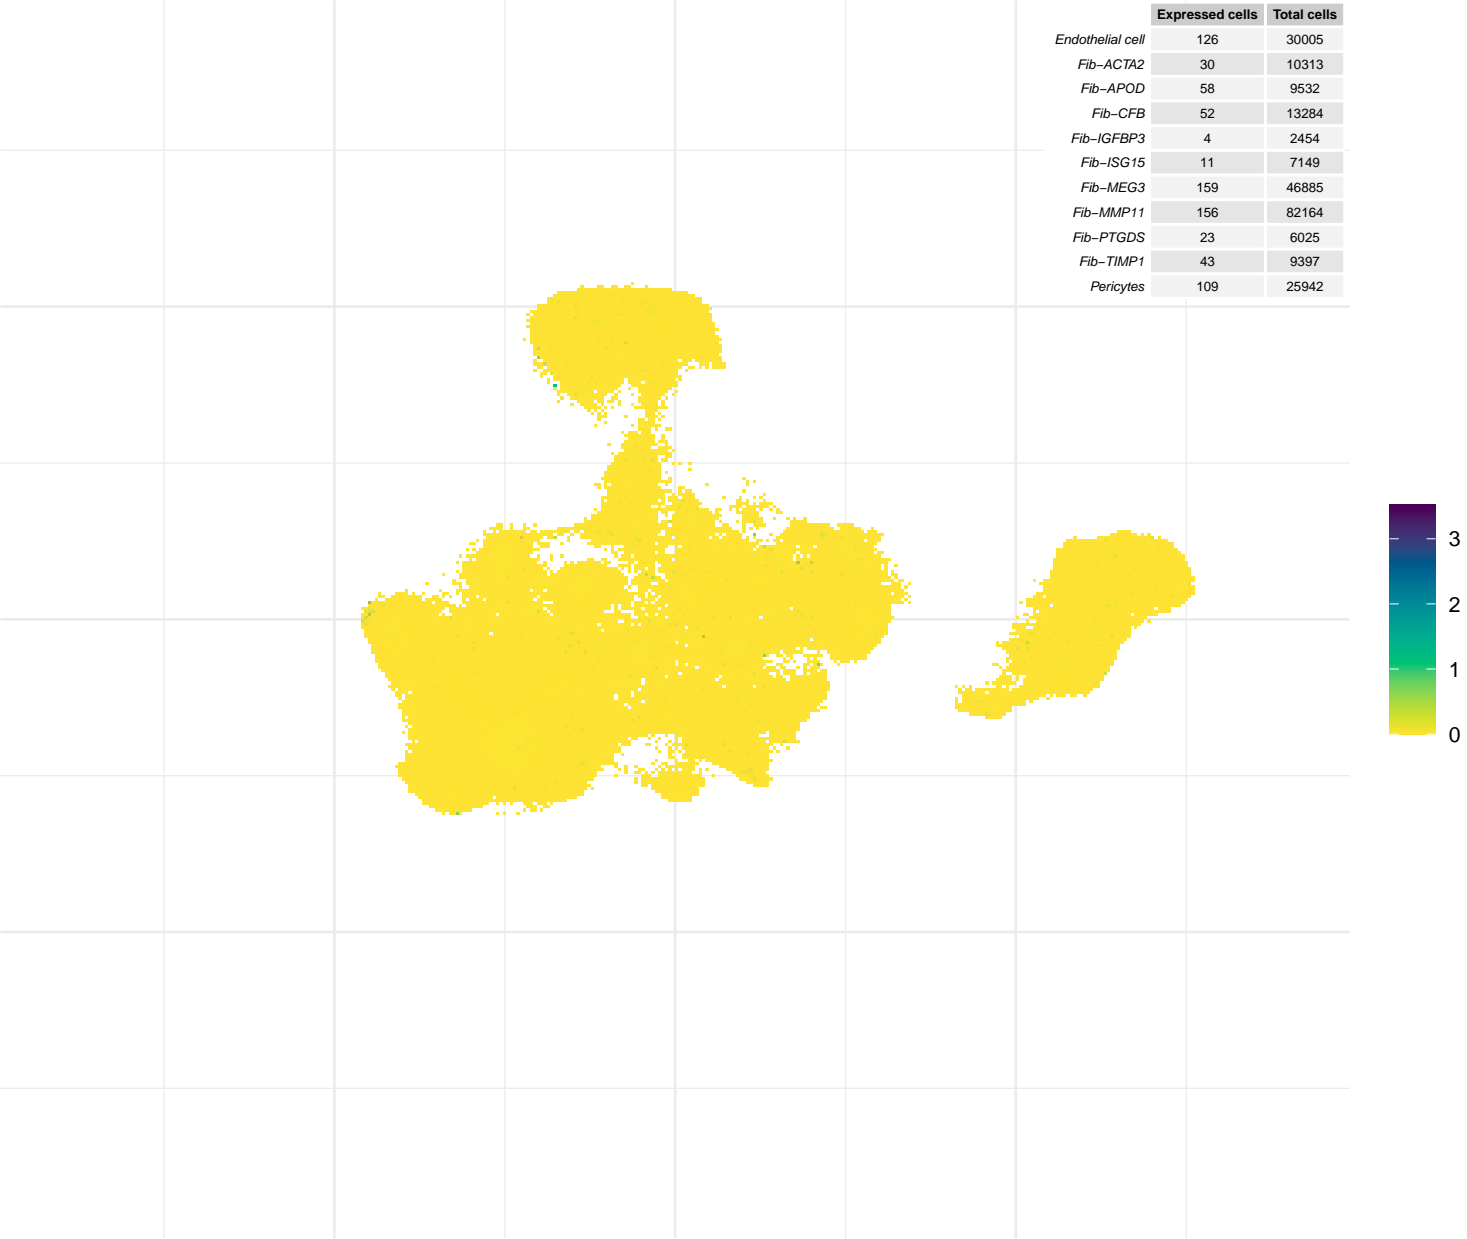 Expressed cells Total cells
Endothelial cell 126 30005
Fib−ACTA2 30 10313
Fib−APOD 58 9532
Fib−CFB 52 13284
Fib−IGFBP3 4 2454
Fib−ISG15 11 7149
Fib−MEG3 159 46885
Fib−MMP11 156 82164
Fib−PTGDS 23 6025
Fib−TIMP1 43 9397
Pericytes 109 25942
3
2
1
0